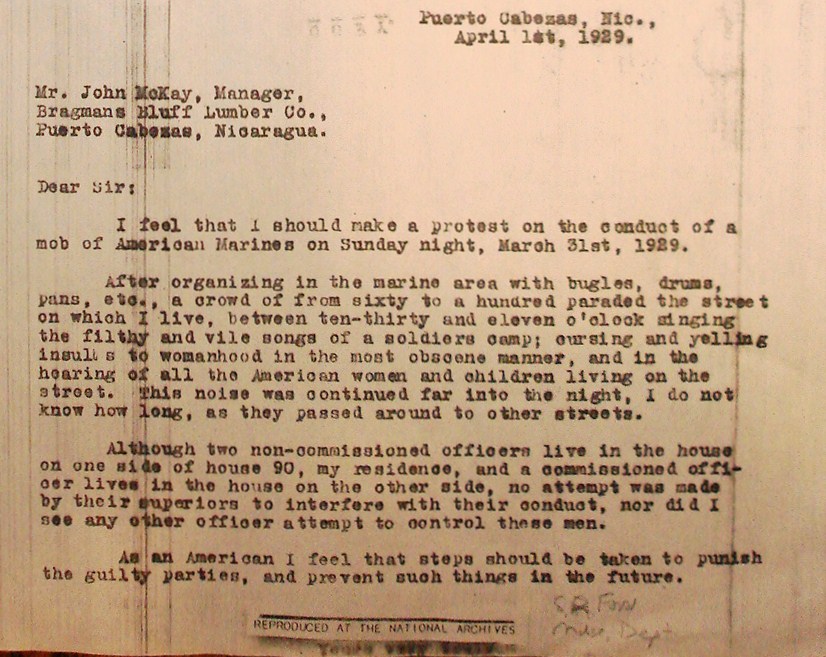 Puerto Cabezas, Nic.,
April 1st, 1929.
Mr. John McKay, Manager,
Bragmans Bluff Lumber Co.,
Puerto Cabezas, Nicaragua.
Dear Sir:
I feel that I should make a protest on the conduct of a
mob of American Marines on Sunday night, March 31st, 1929.
After organizing in the marine area with bugles, drums,
pans, etc., a crowd of from sixty to a hundred paraded the street
on which I live, between ten-thirty and eleven o'clock singing
the filthy and vile songs of a soldiers camp; cursing and yelling
insults to womanhood in the most obscene manner, and in the
hearing of all the American women and children living on the
street. This noise was continued far into the night, I do not
know how long, as they passed around to other streets.
Although two non-commissioned officers live in the house
on one side of house 90, my residence, and a commissioned offi-
cer lives in the house on the other side, no attempt was made
by their superiors to interfere with their conduct, nor did I
see any other officer attempt to control these men.
As an American I feel that steps should be taken to punish
the guilty parties, and prevent such things in the future.
REPRODUCED AT THE NATIONAL ARCHIVES
Yours very